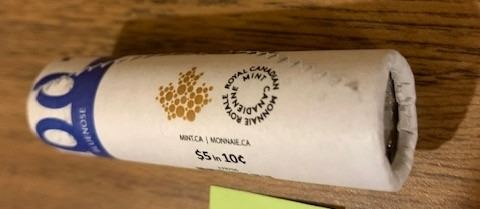 ROYAL CANADIAN MINT
MONNAIE ROYALE CANADIENNE
MINT.CA | MONNAIE.CA
$5 in 10¢